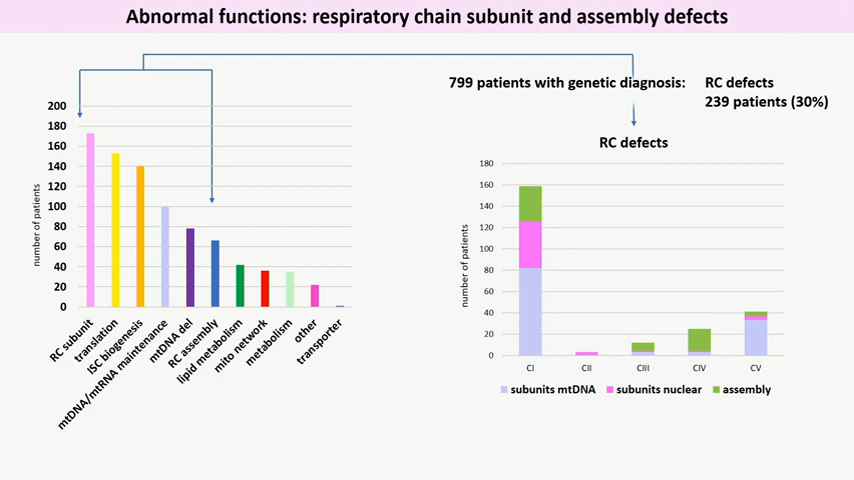 Abnormal functions: respiratory chain subunit and assembly defects
799 patients with genetic diagnosis: RC defects
239 patients (30%)
number of patients
200
180
160
140
120
100
80
60
40
20
0
RC subunit
translation
ISC biogenesis
mtDNA/mtRNA maintenance
mtDNA del
RC assembly
lipid metabolism
mito network
metabolism
other
transporter
RC defects
number of patients
180
160
140
120
100
80
60
40
20
0
CI CII CIII CIV CV
subunits mtDNA subunits nuclear assembly